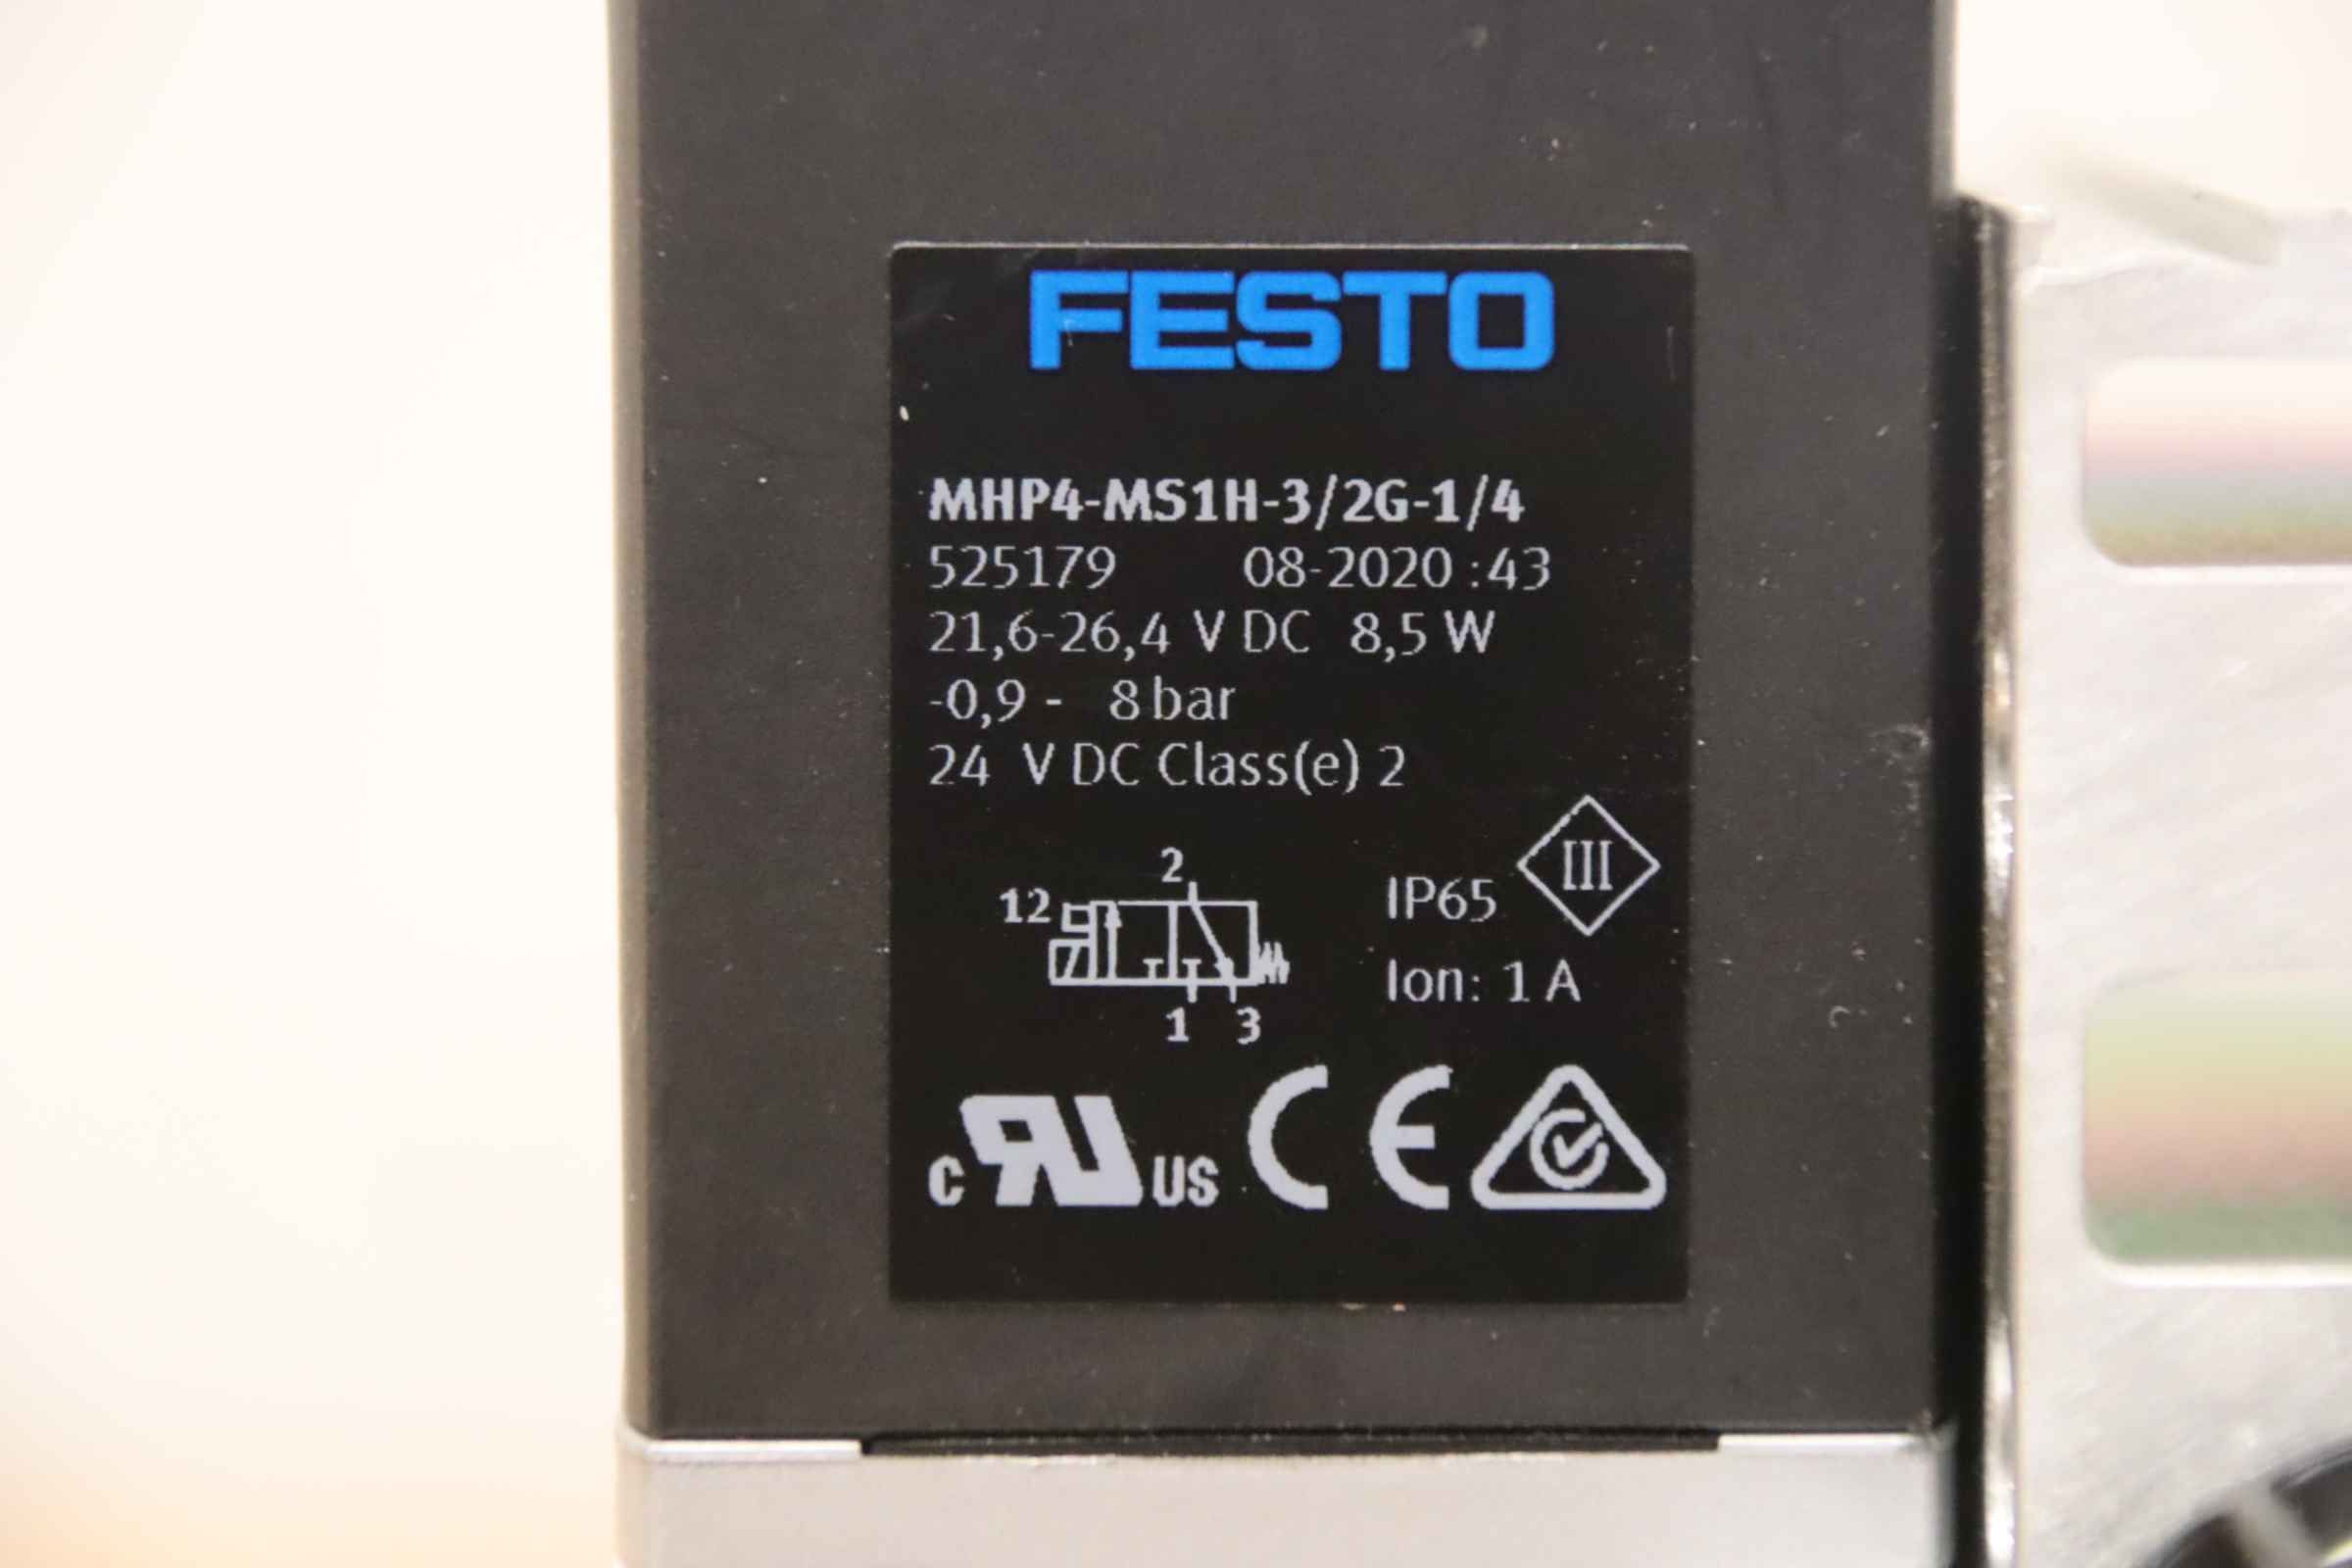 FESTO
MHP4-MS1H-3/2G-1/4
525179 08-2020 :43
21,6-26,4 V DC 8,5 W
-0,9 - 8 bar
24 V DC Class(e) 2
2
12
IP65 III
Ion: 1 A
1 3
c RU US CE